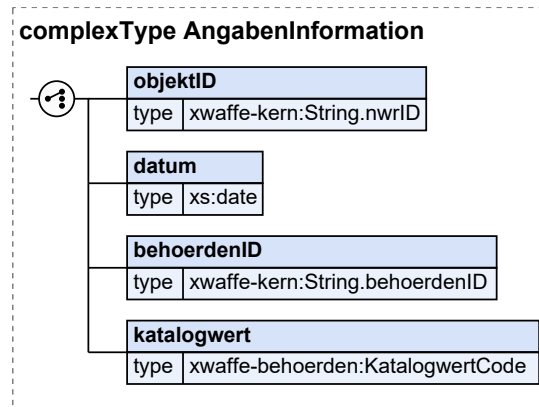 complexType AngabenInformation
objektID
type xwaffe-kern:String.nwrID
datum
type xs:date
behoerdenID
type xwaffe-kern:String.behoerdenID
katalogwert
type xwaffe-behoerden:KatalogwertCode